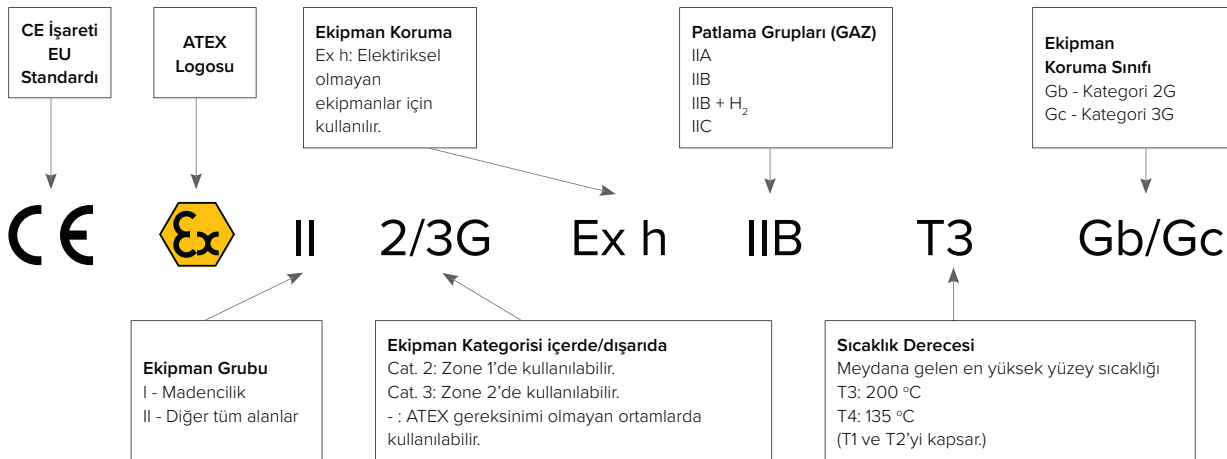 CE İşareti
EU
Standardı
ATEX
Logosu
Ekipman Koruma
Ex h: Elektiriksel
olmayan
ekipmanlar için
kullanılır.
Patlama Grupları (GAZ)
IIA
IIB
IIB + H₂
IIC
Ekipman
Koruma Sınıfı
Gb - Kategori 2G
Gc - Kategori 3G
CE Ex II 2/3G Ex h IIB T3 Gb/Gc
Ekipman Grubu
I - Madencilik
II - Diğer tüm alanlar
Ekipman Kategorisi içerde/dışarıda
Cat. 2: Zone 1’de kullanılabilir.
Cat. 3: Zone 2’de kullanılabilir.
- : ATEX gereksinimi olmayan ortamlarda
kullanılabilir.
Sıcaklık Derecesi
Meydana gelen en yüksek yüzey sıcaklığı
T3: 200 ºC
T4: 135 ºC
(T1 ve T2’yi kapsar.)